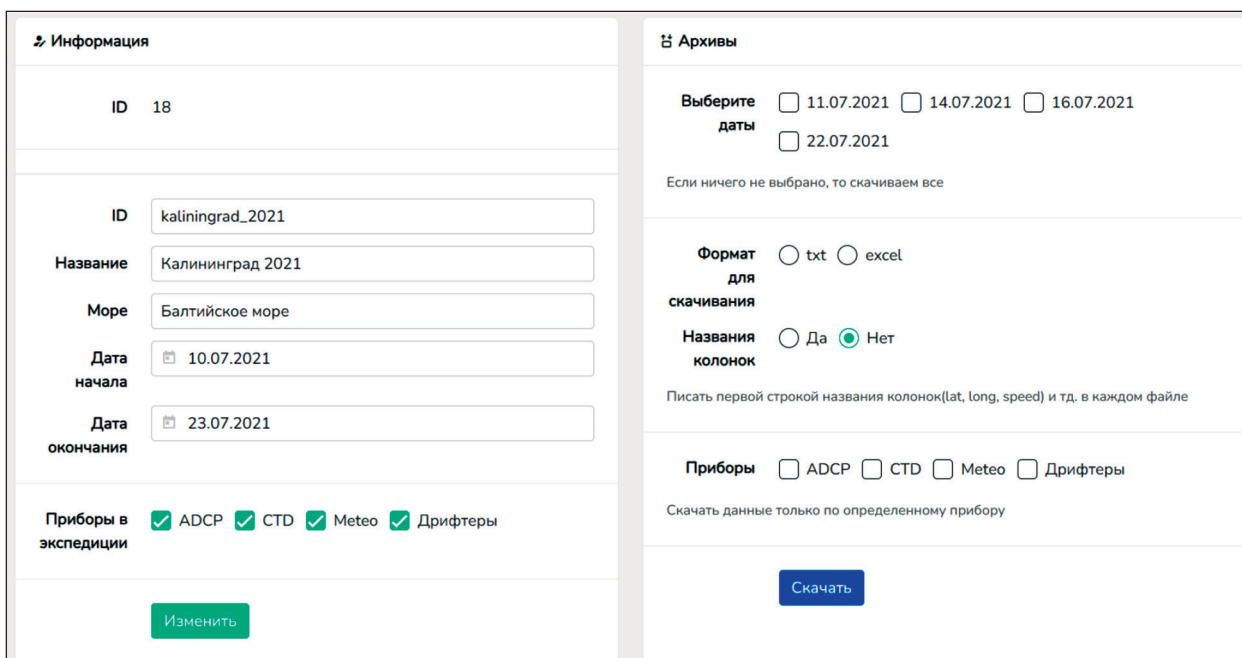 Информация
ID 18
ID kaliningrad_2021
Название Калининград 2021
Море Балтийское море
Дата
начала
10.07.2021
Дата
окончания
23.07.2021
Приборы в
экспедиции
ADCP CTD Meteo Дрифтеры
Изменить
Архивы
Выберите
даты
11.07.2021 14.07.2021 16.07.2021
22.07.2021
Если ничего не выбрано, то скачиваем все
Формат
для
скачивания
txt excel
Названия
колонок
Да Нет
Писать первой строкой названия колонок(lat, long, speed) и тд. в каждом файле
Приборы ADCP CTD Meteo Дрифтеры
Скачать данные только по определенному прибору
Скачать